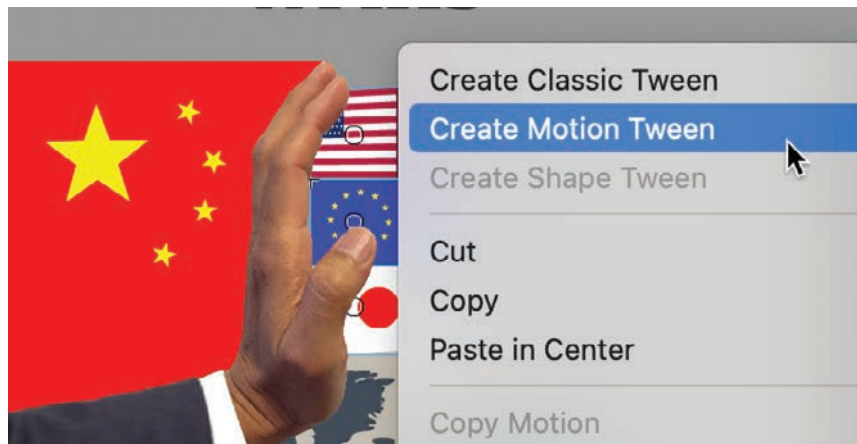 Create Classic Tween
Create Motion Tween
Create Shape Tween
Cut
Copy
Paste in Center
Copy Motion